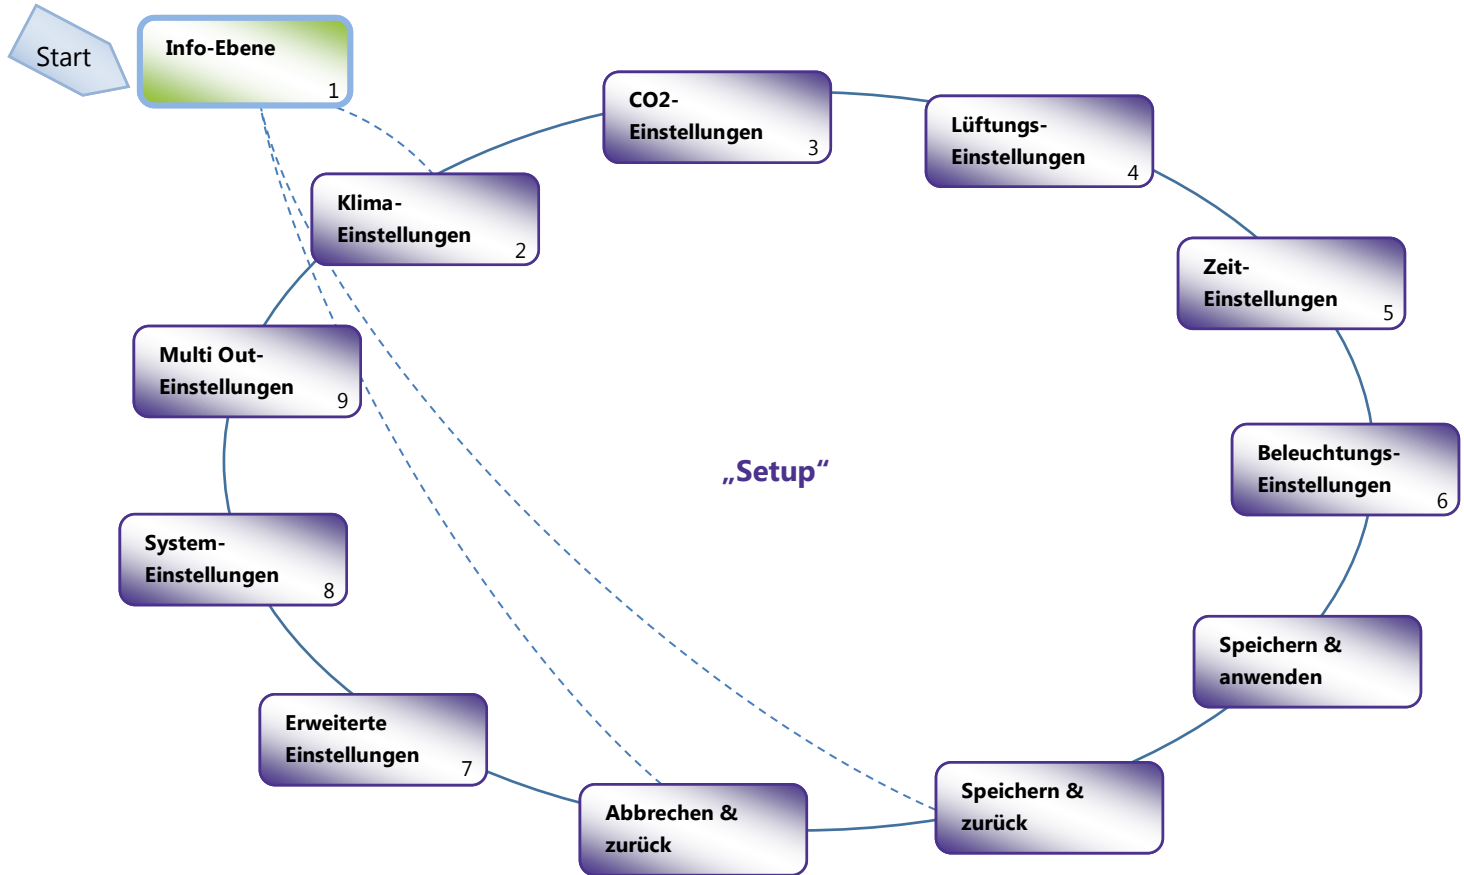 Start
Info-Ebene
1
CO2-
Einstellungen
3
Lüftungs-
Einstellungen
4
Klima-
Einstellungen
2
Zeit-
Einstellungen
5
Multi Out-
Einstellungen
9
Beleuchtungs-
Einstellungen
6
„Setup“
System-
Einstellungen
8
Speichern &
anwenden
Erweiterte
Einstellungen
7
Speichern &
zurück
Abbrechen &
zurück